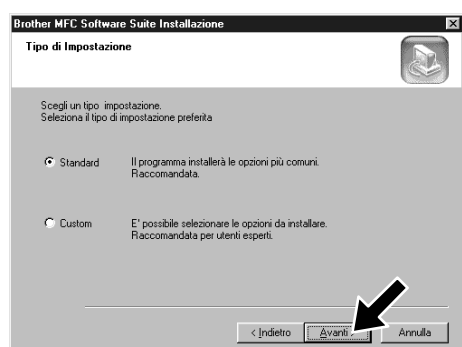 Brother MFC Software Suite Installazione
Tipo di Impostazione
Scegli un tipo impostazione.
Seleziona il tipo di impostazione preferita
Standard Il programma installerà le opzioni più comuni.
Raccomandata.
Custom E' possibile selezionare le opzioni da installare.
Raccomandata per utenti esperti.
< Indietro Avanti > Annulla